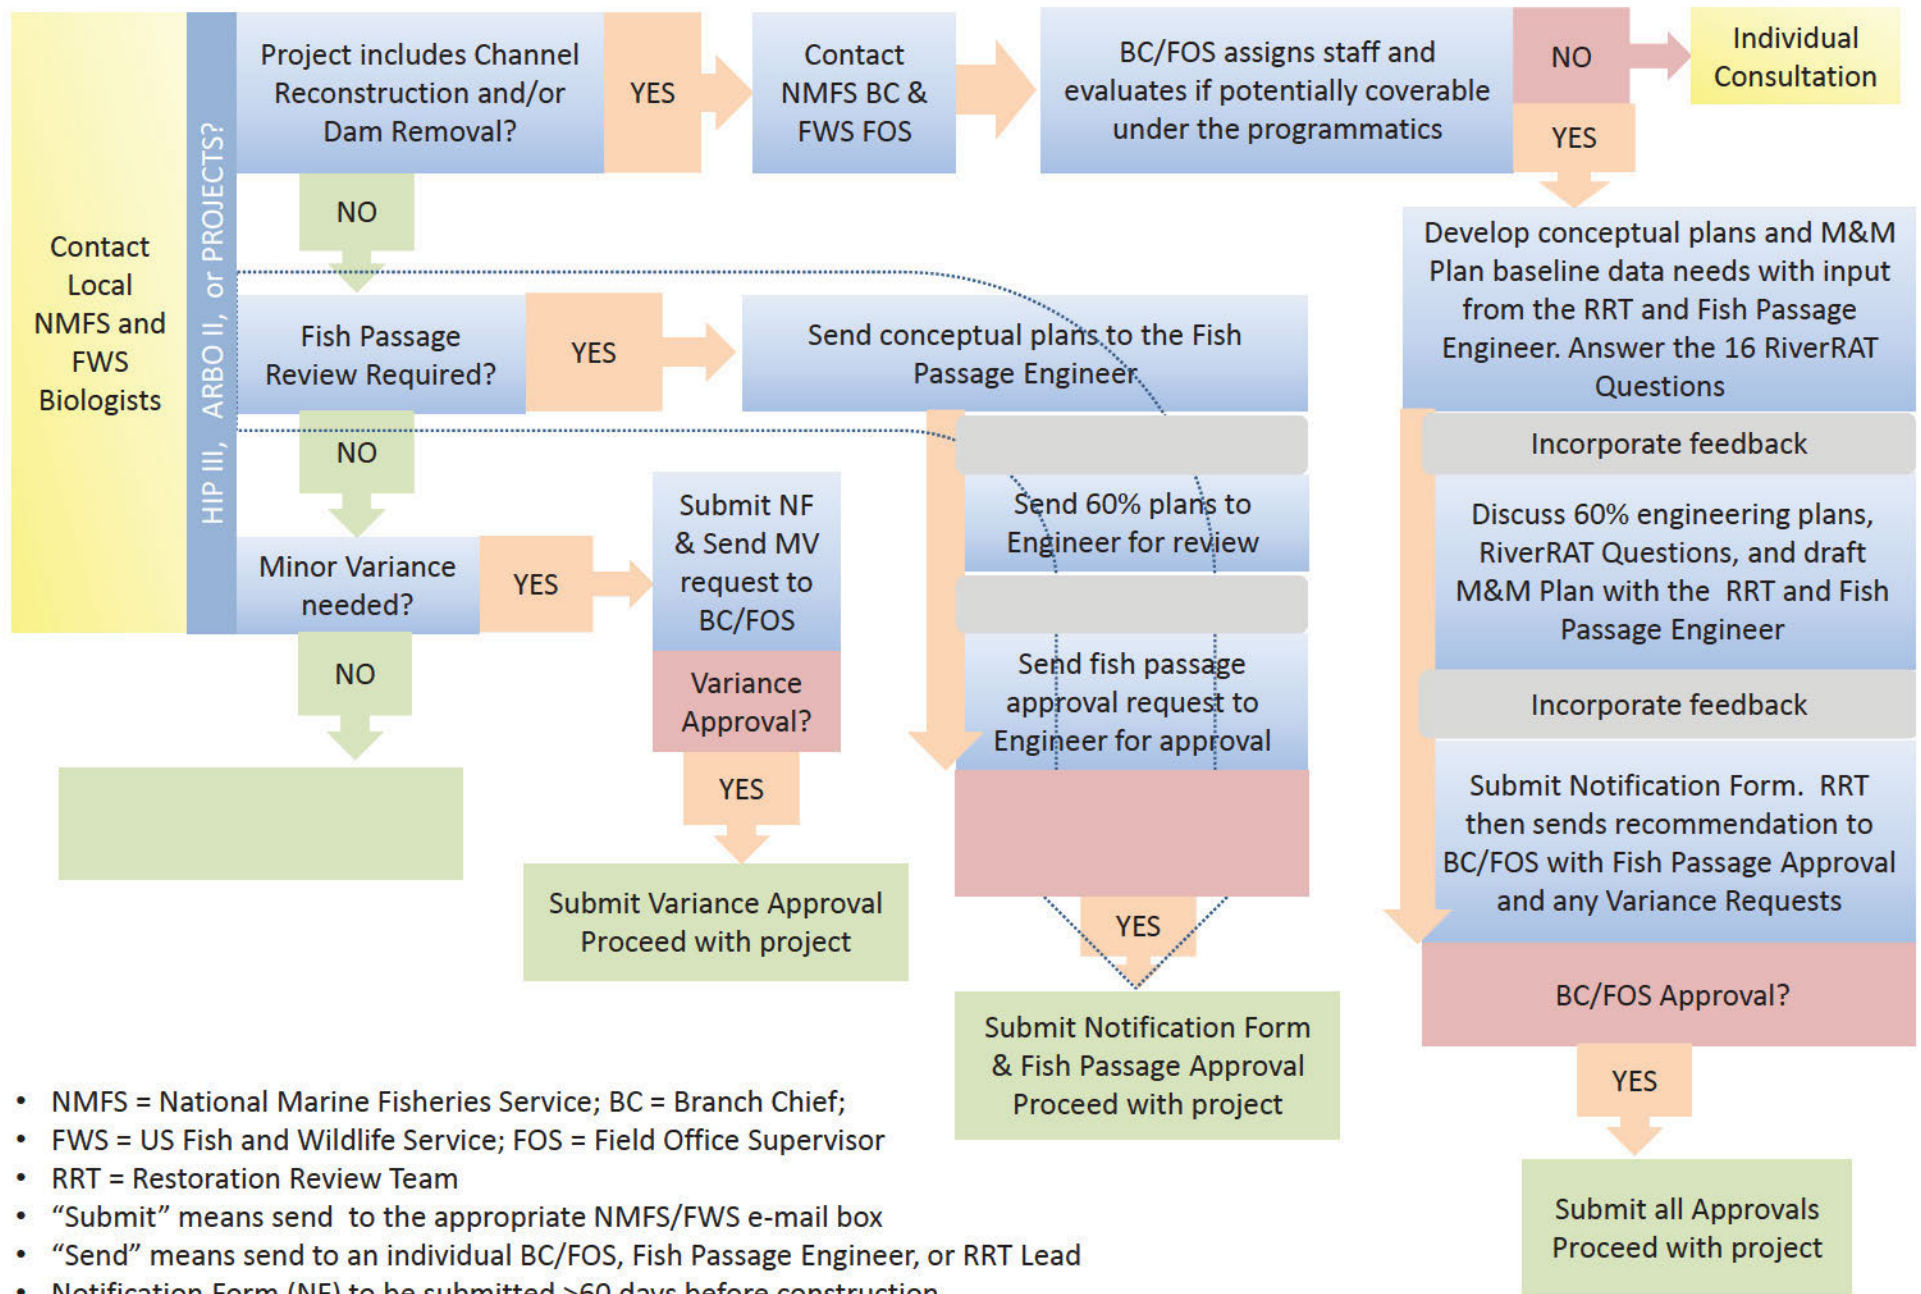 Contact
Local
NMFS and
FWS
Biologists
HIP III, ARBO II, or PROJECTS?
Project includes Channel
Reconstruction and/or
Dam Removal?
YES
Contact
NMFS BC &
FWS FOS
BC/FOS assigns staff and
evaluates if potentially coverable
under the programmatics
NO
Individual
Consultation
YES
NO
Develop conceptual plans and M&M
Plan baseline data needs with input
from the RRT and Fish Passage
Engineer. Answer the 16 RiverRAT
Questions
Incorporate feedback
Discuss 60% engineering plans,
RiverRAT Questions, and draft
M&M Plan with the RRT and Fish
Passage Engineer
Incorporate feedback
Submit Notification Form. RRT
then sends recommendation to
BC/FOS with Fish Passage Approval
and any Variance Requests
BC/FOS Approval?
YES
Submit all Approvals
Proceed with project
Fish Passage
Review Required?
YES
Send conceptual plans to the Fish
Passage Engineer
Send 60% plans to
Engineer for review
Send fish passage
approval request to
Engineer for approval
YES
Submit Notification Form
& Fish Passage Approval
Proceed with project
NO
Minor Variance
needed?
YES
Submit NF
& Send MV
request to
BC/FOS
Variance
Approval?
YES
Submit Variance Approval
Proceed with project
NO
• NMFS = National Marine Fisheries Service; BC = Branch Chief;
• FWS = US Fish and Wildlife Service; FOS = Field Office Supervisor
• RRT = Restoration Review Team
• “Submit” means send to the appropriate NMFS/FWS e-mail box
• “Send” means send to an individual BC/FOS, Fish Passage Engineer, or RRT Lead
• Notification Form (NF) to be submitted >60 days before construction